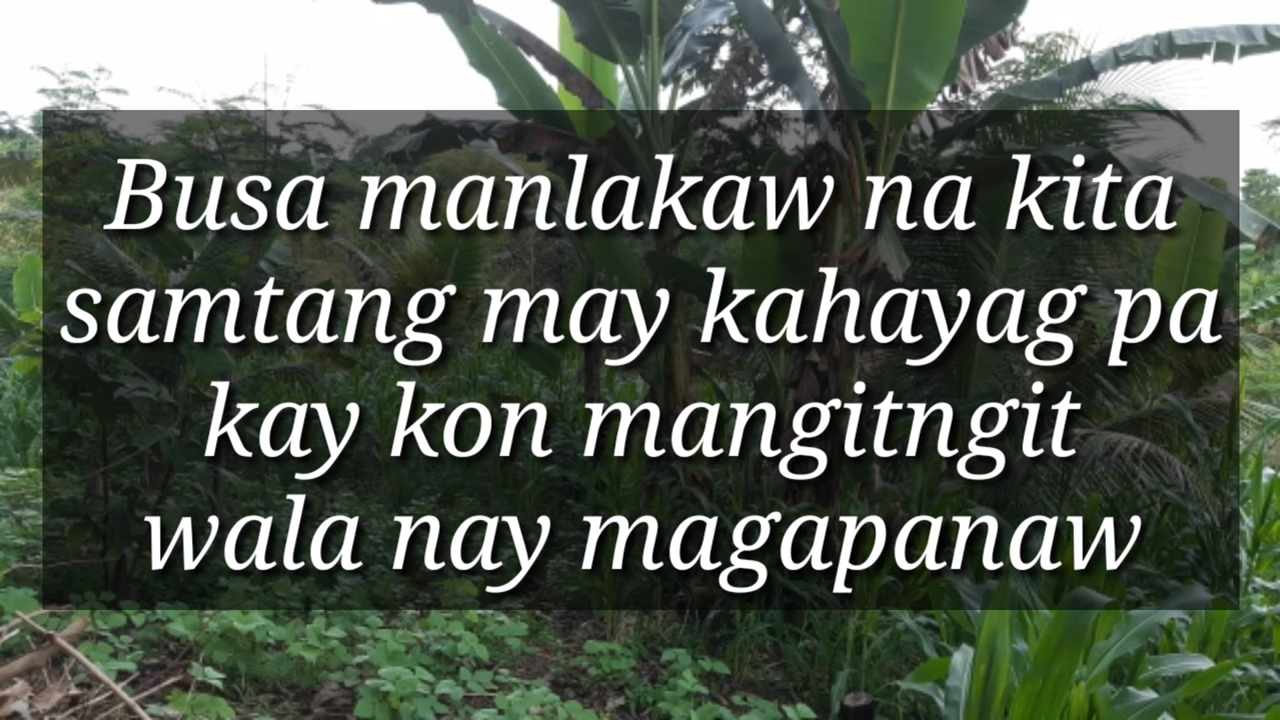 Busa manlakaw na kita
samtang may kahayag pa
kay kon mangitngit
wala nay magapanaw